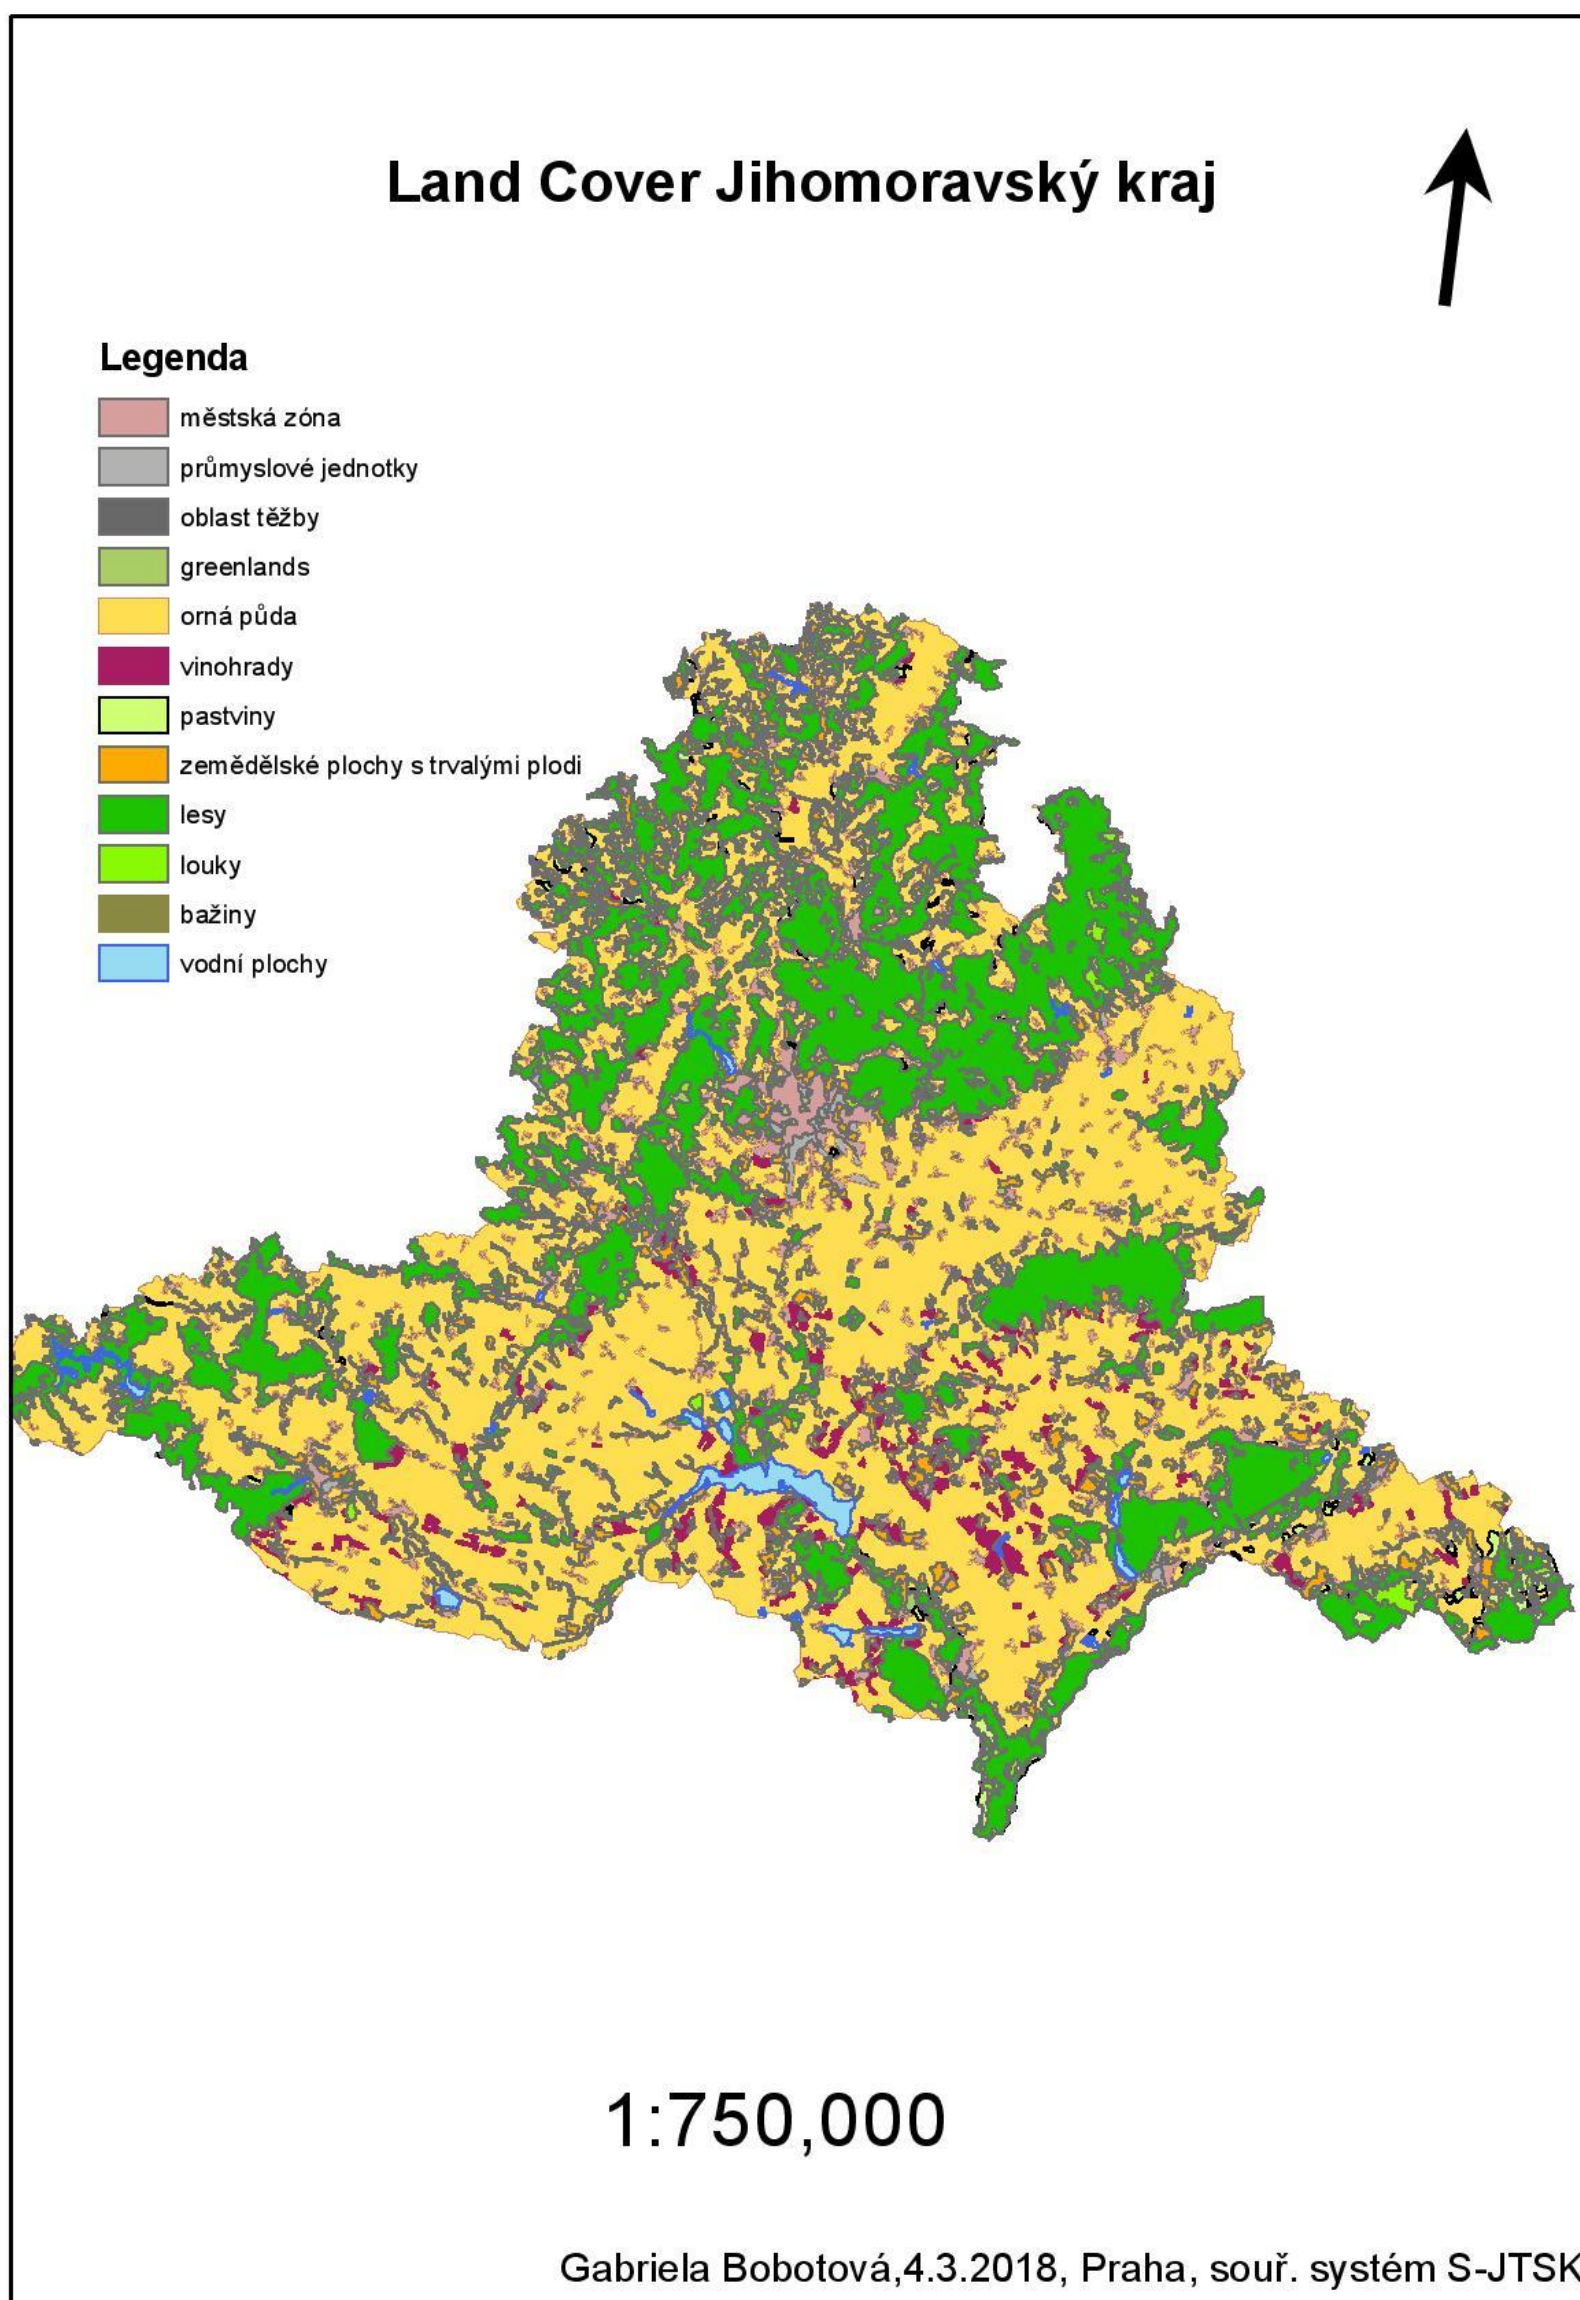 Land Cover Jihomoravský kraj
Legenda
městská zóna
průmyslové jednotky
oblast těžby
greenlands
orná půda
vinohrady
pastviny
zemědělské plochy s trvalými plodi
lesy
louky
bažiny
vodní plochy
1:750,000
Gabriela Bobotová,4.3.2018, Praha, souř. systém S-JTSK